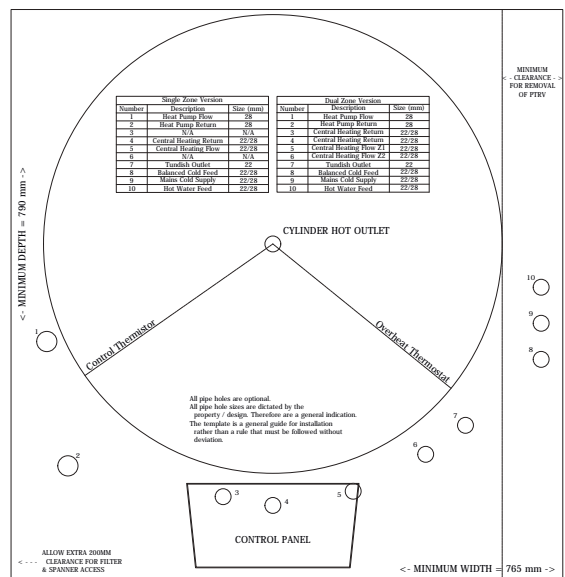 MINIMUM
< - CLEARANCE - >
FOR REMOVAL
OF PTRV
Single Zone Version
Number Description Size (mm)
1 Heat Pump Flow 28
2 Heat Pump Return 28
3 N/A N/A
4 Central Heating Return 22/28
5 Central Heating Flow 22/28
6 N/A N/A
7 Tundish Outlet 22
8 Balanced Cold Feed 22/28
9 Mains Cold Supply 22/28
10 Hot Water Feed 22/28
Dual Zone Version
Number Description Size (mm)
1 Heat Pump Flow 28
2 Heat Pump Return 28
3 Central Heating Return 22/28
4 Central Heating Return 22/28
5 Central Heating Flow Z1 22/28
6 Central Heating Flow Z2 22/28
7 Tundish Outlet 22
8 Balanced Cold Feed 22/28
9 Mains Cold Supply 22/28
10 Hot Water Feed 22/28
<- MINIMUM DEPTH = 790 mm ->
CYLINDER HOT OUTLET
10
9
8
1
Control Thermistor
Overheat Thermostat
All pipe holes are optional.
All pipe hole sizes are dictated by the
property / design. Therefore are a general indication.
The template is a general guide for installation
rather than a rule that must be followed without
deviation.
7
6
2
3
4
5
CONTROL PANEL
ALLOW EXTRA 200MM
< - - - CLEARANCE FOR FILTER
& SPANNER ACCESS
<- MINIMUM WIDTH = 765 mm ->